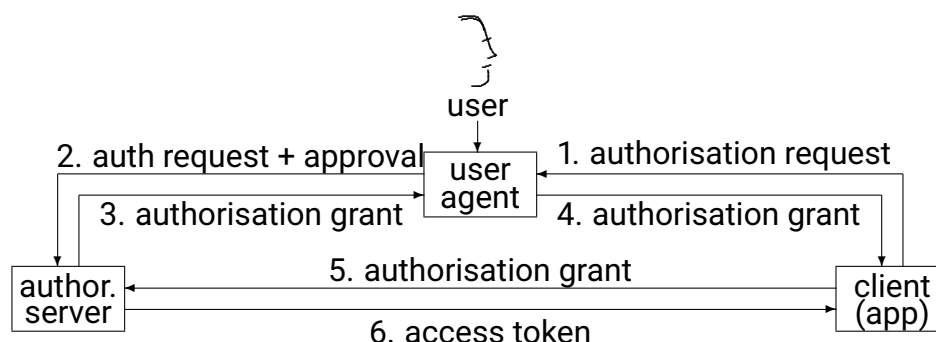 user
2. auth request + approval
1. authorisation request
user
agent
3. authorisation grant
4. authorisation grant
5. authorisation grant
author.
server
client
(app)
6. access token